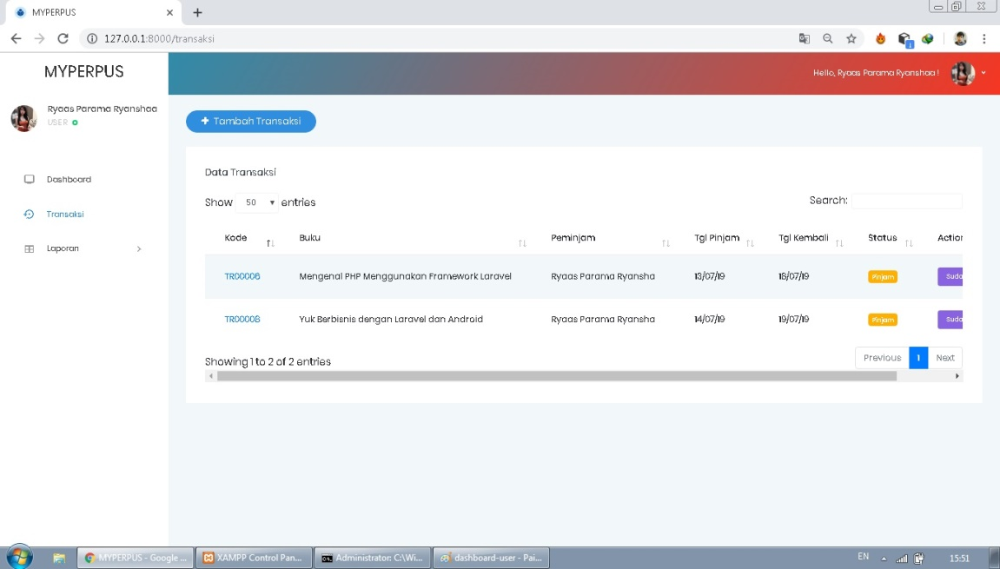 MYPERPUS
127.0.0.1:8000/transaksi
MYPERPUS
Hello, Ryaas Parama Ryanshaa !
Ryaas Parama Ryanshaa
USER
Tambah Transaksi
Dashboard
Transaksi
Laporan
Data Transaksi
Show 50 entries
Search:
Kode Buku Peminjam Tgl Pinjam Tgl Kembali Status Action
TR00006 Mengenal PHP Menggunakan Framework Laravel Ryaas Parama Ryansha 13/07/19 18/07/19 Pinjam Suda
TR00008 Yuk Berbisnis dengan Laravel dan Android Ryaas Parama Ryansha 14/07/19 19/07/19 Pinjam Suda
Showing 1 to 2 of 2 entries
Previous 1 Next
MYPERPUS - Google ... XAMPP Control Pan... Administrator: C:\Wi... dashboard-user - Pai... EN 15:51